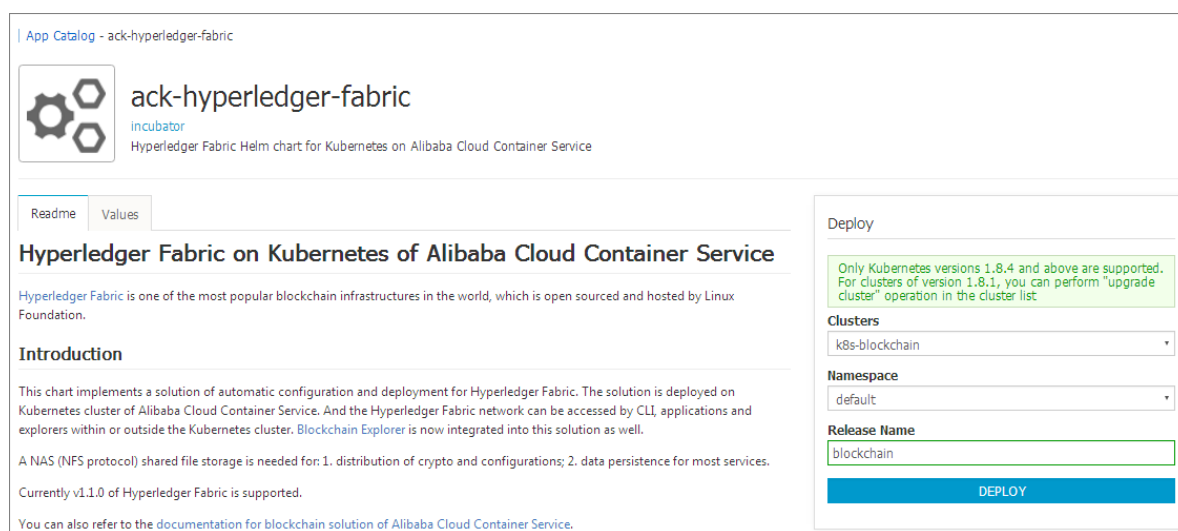 App Catalog - ack-hyperledger-fabric
ack-hyperledger-fabric
incubator
Hyperledger Fabric Helm chart for Kubernetes on Alibaba Cloud Container Service
Readme
Values
Hyperledger Fabric on Kubernetes of Alibaba Cloud Container Service
Hyperledger Fabric is one of the most popular blockchain infrastructures in the world, which is open sourced and hosted by Linux
Foundation.
Introduction
This chart implements a solution of automatic configuration and deployment for Hyperledger Fabric. The solution is deployed on
Kubernetes cluster of Alibaba Cloud Container Service. And the Hyperledger Fabric network can be accessed by CLI, applications and
explorers within or outside the Kubernetes cluster. Blockchain Explorer is now integrated into this solution as well.
A NAS (NFS protocol) shared file storage is needed for: 1. distribution of crypto and configurations; 2. data persistence for most services.
Currently v1.1.0 of Hyperledger Fabric is supported.
You can also refer to the documentation for blockchain solution of Alibaba Cloud Container Service.
Deploy
Only Kubernetes versions 1.8.4 and above are supported.
For clusters of version 1.8.1, you can perform "upgrade
cluster" operation in the cluster list
Clusters
k8s-blockchain
Namespace
default
Release Name
blockchain
DEPLOY